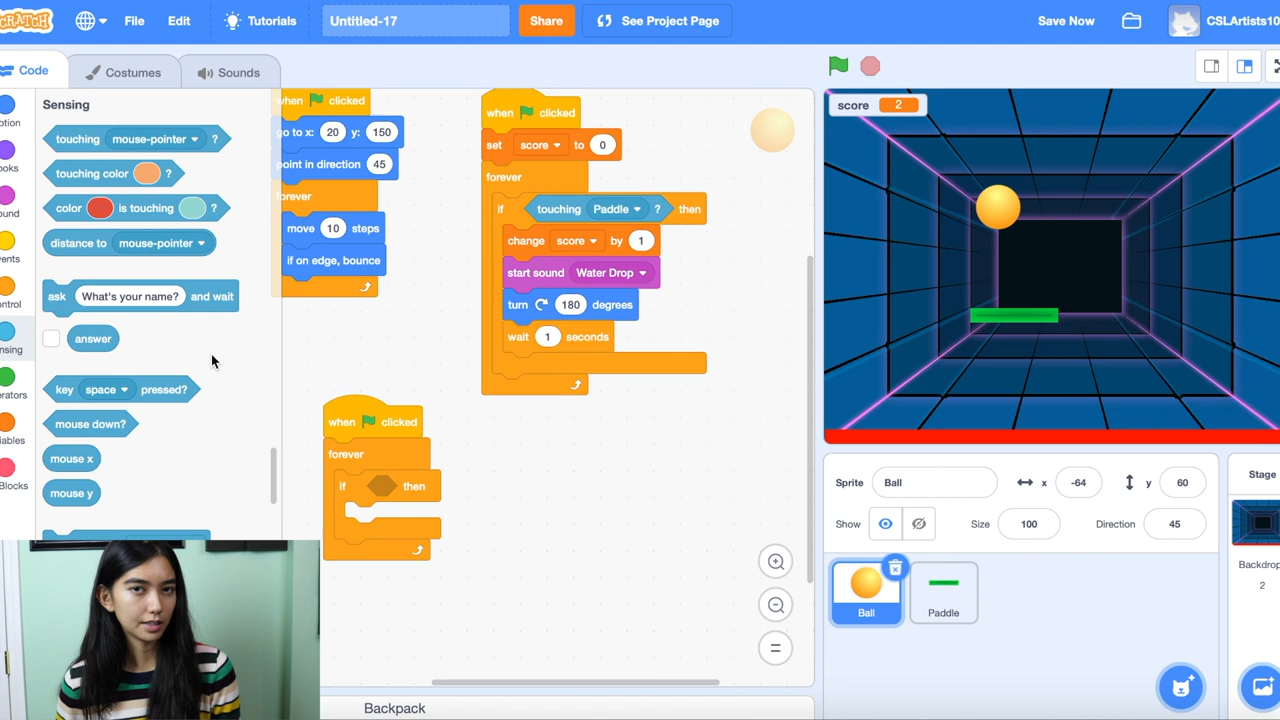 SCRATCH
File
Edit
Tutorials
Untitled-17
Share
See Project Page
Save Now
CSLArtists10
Code
Costumes
Sounds
Sensing
touching mouse-pointer ?
touching color ?
color is touching ?
distance to mouse-pointer
ask What's your name? and wait
answer
key space pressed?
mouse down?
mouse x
mouse y
when clicked
go to x: 20 y: 150
point in direction 45
forever
move 10 steps
if on edge, bounce
when clicked
set score to 0
forever
if touching Paddle ? then
change score by 1
start sound Water Drop
turn 180 degrees
wait 1 seconds
when clicked
forever
if then
score 2
Sprite Ball x -64 y 60
Show Size 100 Direction 45
Ball
Paddle
Stage
Backdrop
2
Backpack